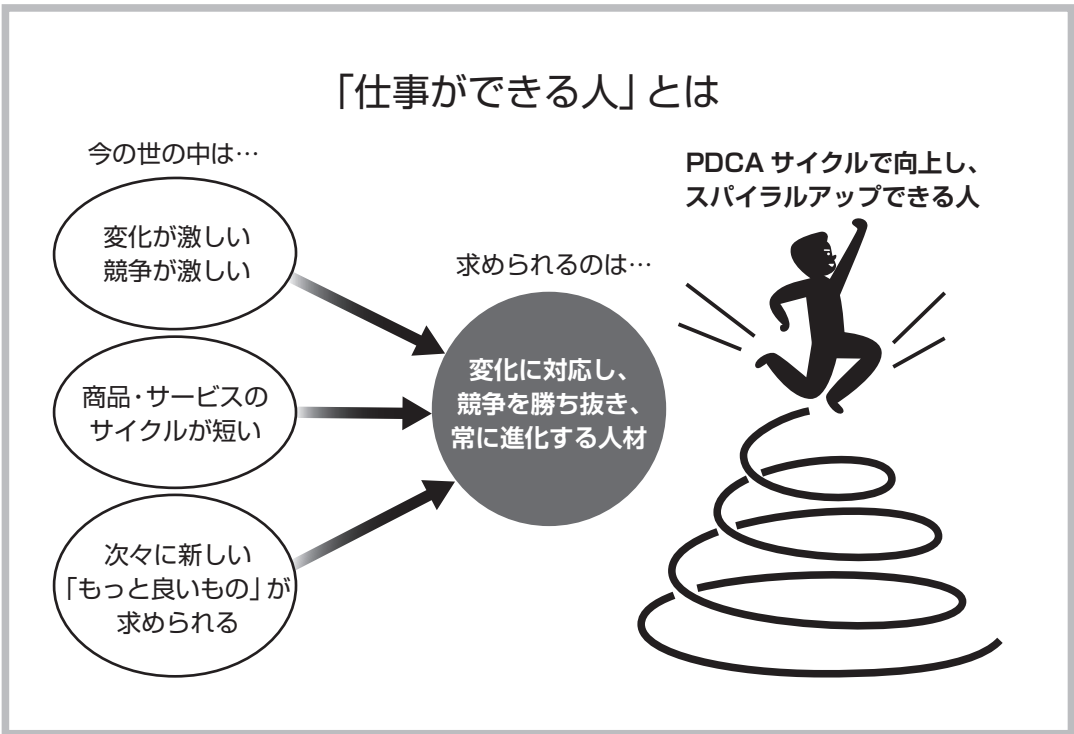 「仕事ができる人」とは
今の世の中は…
変化が激しい
競争が激しい
商品・サービスの
サイクルが短い
次々に新しい
「もっと良いもの」が
求められる
求められるのは…
変化に対応し、
競争を勝ち抜き、
常に進化する人材
PDCA サイクルで向上し、
スパイラルアップできる人